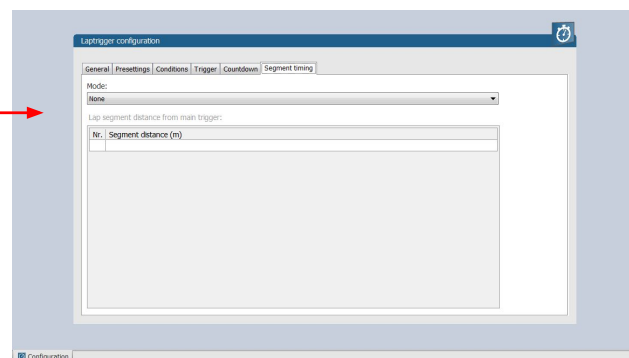 Laptrigger configuration
General Presettings Conditions Trigger Countdown Segment timing
Mode:
None
Lap segment distance from main trigger:
Nr. Segment distance (m)
Configuration